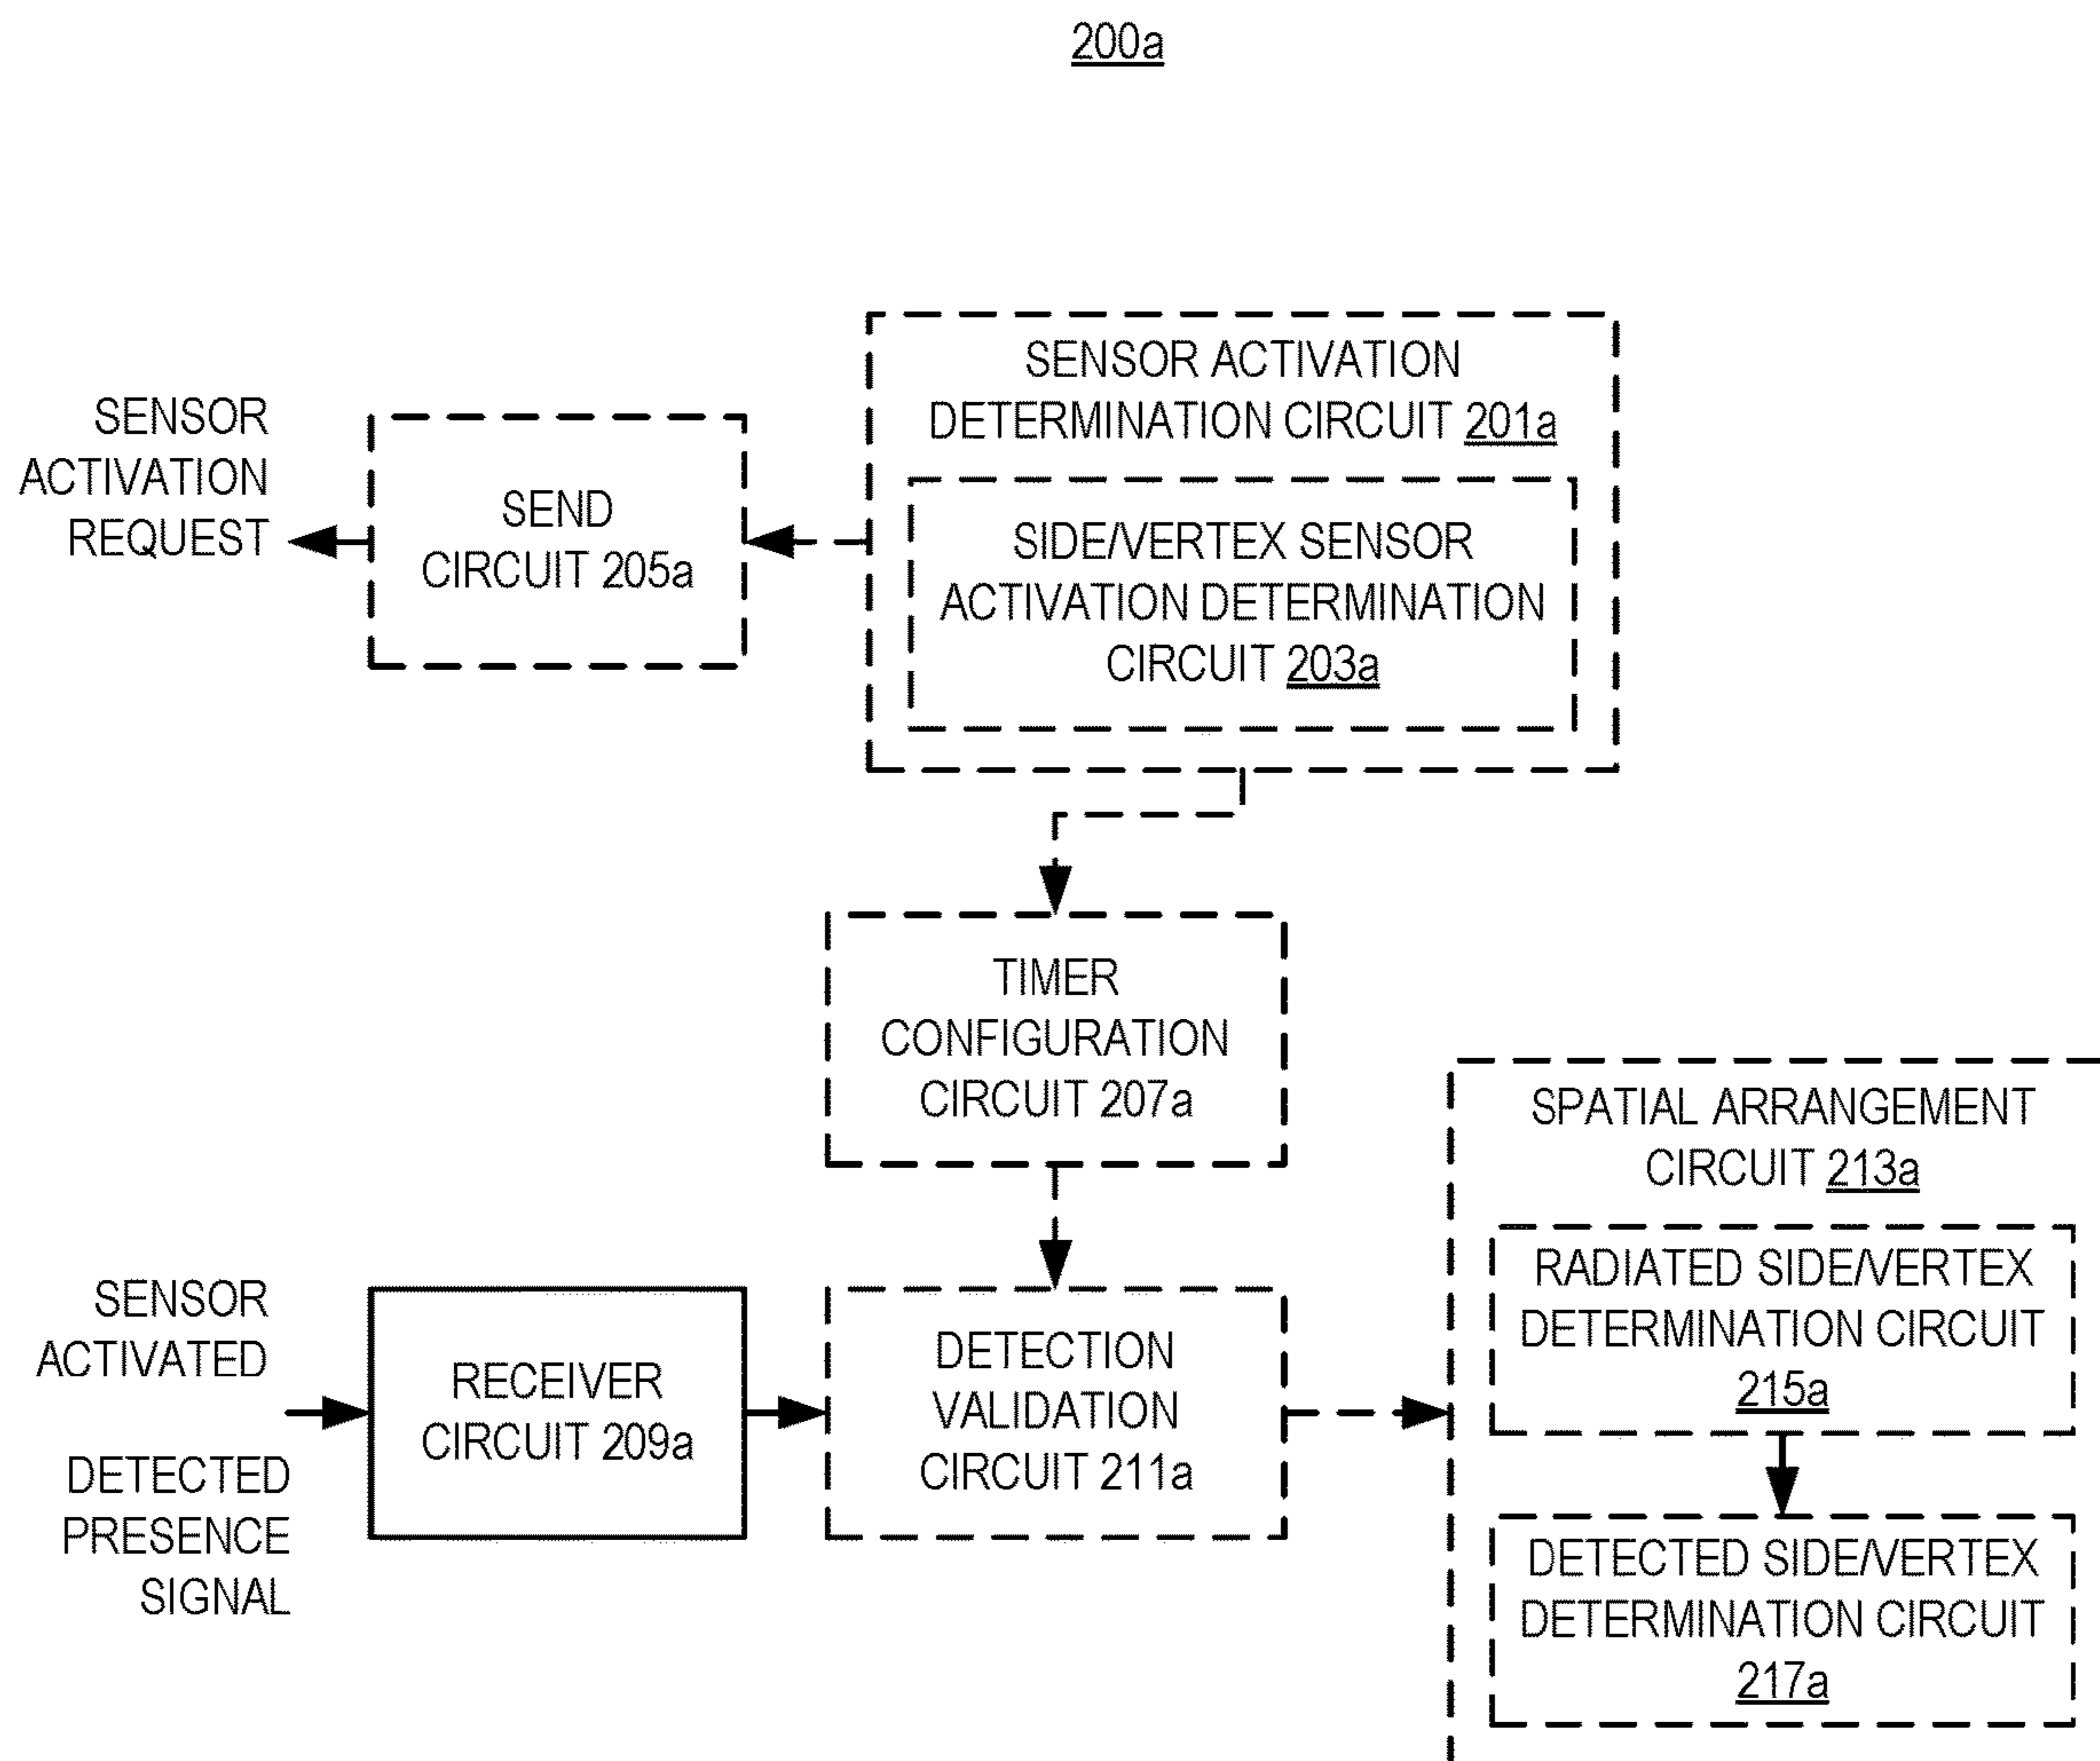 200a
SENSOR ACTIVATION
DETERMINATION CIRCUIT 201a
SIDE/VERTEX SENSOR
ACTIVATION DETERMINATION
CIRCUIT 203a
SENSOR
ACTIVATION
REQUEST
SEND
CIRCUIT 205a
TIMER
CONFIGURATION
CIRCUIT 207a
SENSOR
ACTIVATED
DETECTED
PRESENCE
SIGNAL
RECEIVER
CIRCUIT 209a
DETECTION
VALIDATION
CIRCUIT 211a
SPATIAL ARRANGEMENT
CIRCUIT 213a
RADIATED SIDE/VERTEX
DETERMINATION CIRCUIT
215a
DETECTED SIDE/VERTEX
DETERMINATION CIRCUIT
217a